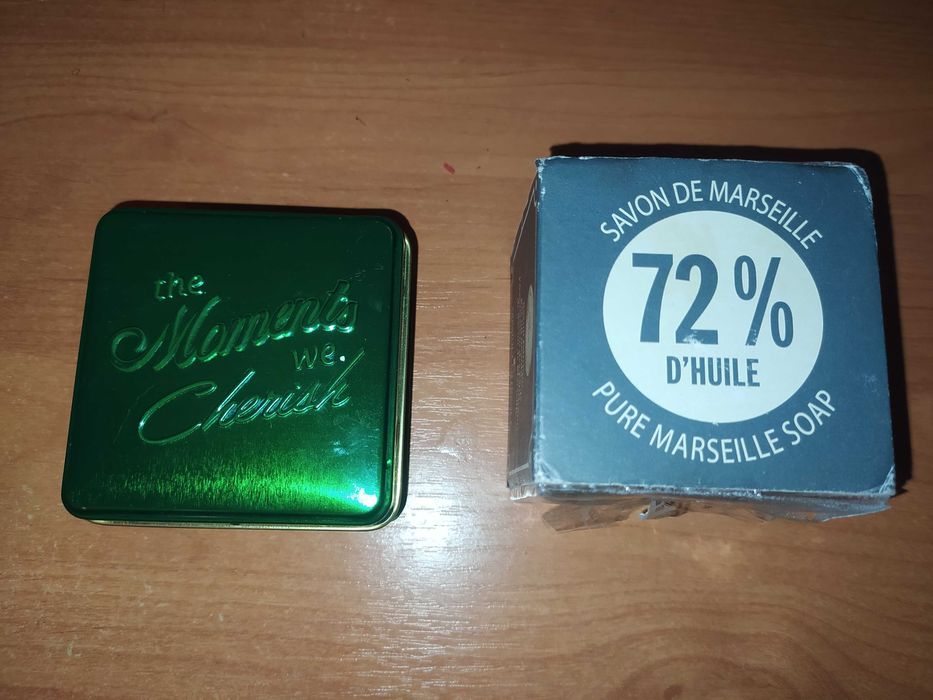 the
Moments
we
Cherish
SAVON DE MARSEILLE
72%
D'HUILE
PURE MARSEILLE SOAP